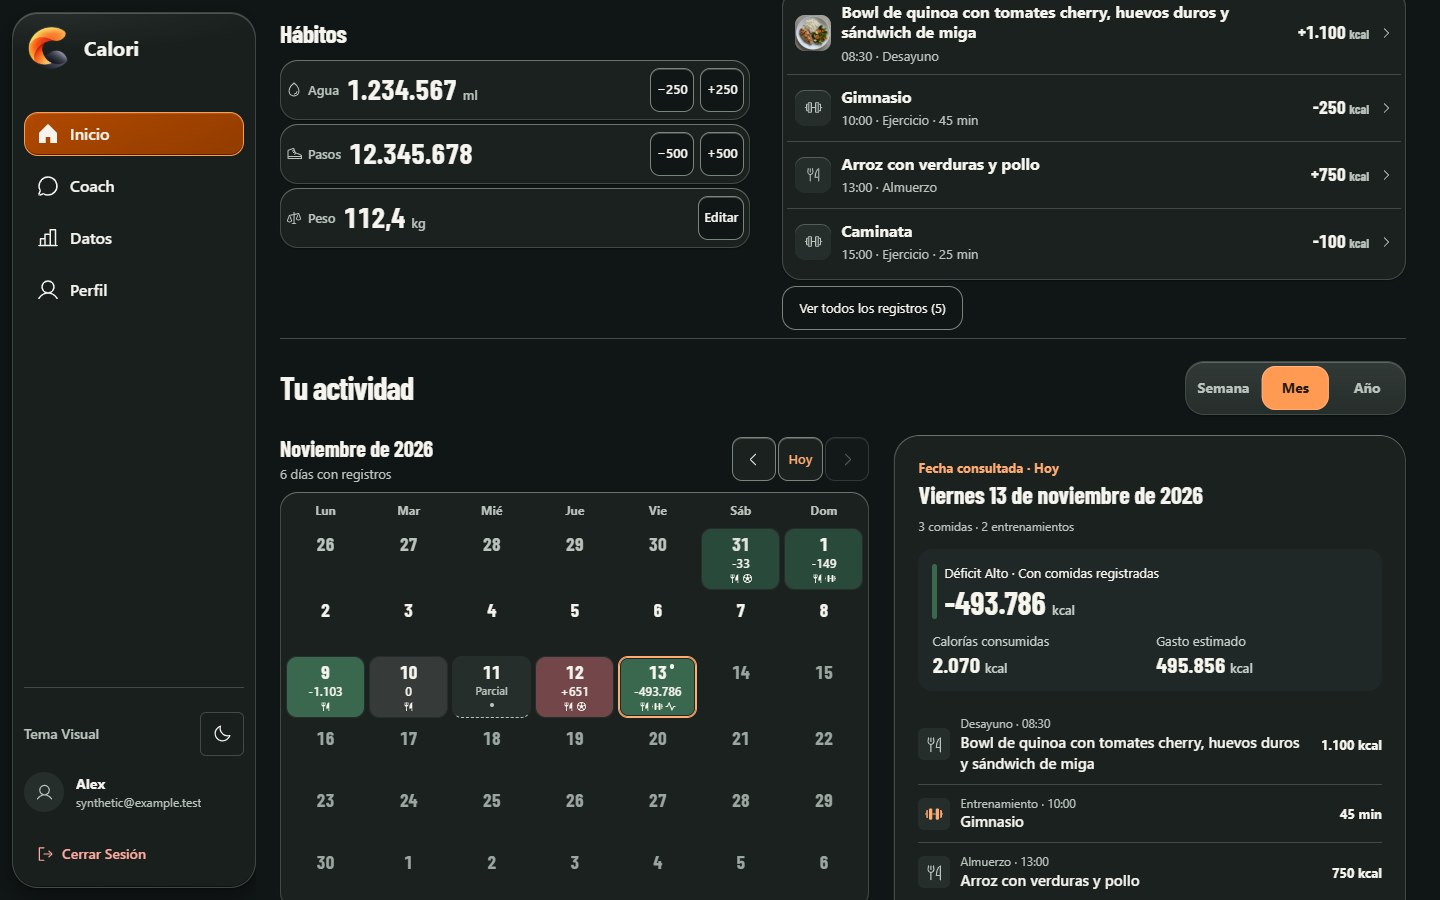 Calori
Inicio
Coach
Datos
Perfil
Tema Visual
Alex
synthetic@example.test
Cerrar Sesión
Hábitos
Agua 1.234.567 ml −250 +250
Pasos 12.345.678 −500 +500
Peso 112,4 kg Editar
Bowl de quinoa con tomates cherry, huevos duros y
sándwich de miga
+1.100 kcal
08:30 · Desayuno
Gimnasio
-250 kcal
10:00 · Ejercicio · 45 min
Arroz con verduras y pollo
+750 kcal
13:00 · Almuerzo
Caminata
-100 kcal
15:00 · Ejercicio · 25 min
Ver todos los registros (5)
Tu actividad
Semana Mes Año
Noviembre de 2026
6 días con registros
Hoy
Lun Mar Mié Jue Vie Sáb Dom
26 27 28 29 30 31 1
-33 -149
2 3 4 5 6 7 8
9 10 11 12 13 14 15
-1.103 0 Parcial +651 -493.786
16 17 18 19 20 21 22
23 24 25 26 27 28 29
30 1 2 3 4 5 6
Fecha consultada · Hoy
Viernes 13 de noviembre de 2026
3 comidas · 2 entrenamientos
Déficit Alto · Con comidas registradas
-493.786 kcal
Calorías consumidas Gasto estimado
2.070 kcal 495.856 kcal
Desayuno · 08:30
Bowl de quinoa con tomates cherry, huevos duros
y sándwich de miga
1.100 kcal
Entrenamiento · 10:00
Gimnasio
45 min
Almuerzo · 13:00
Arroz con verduras y pollo
750 kcal